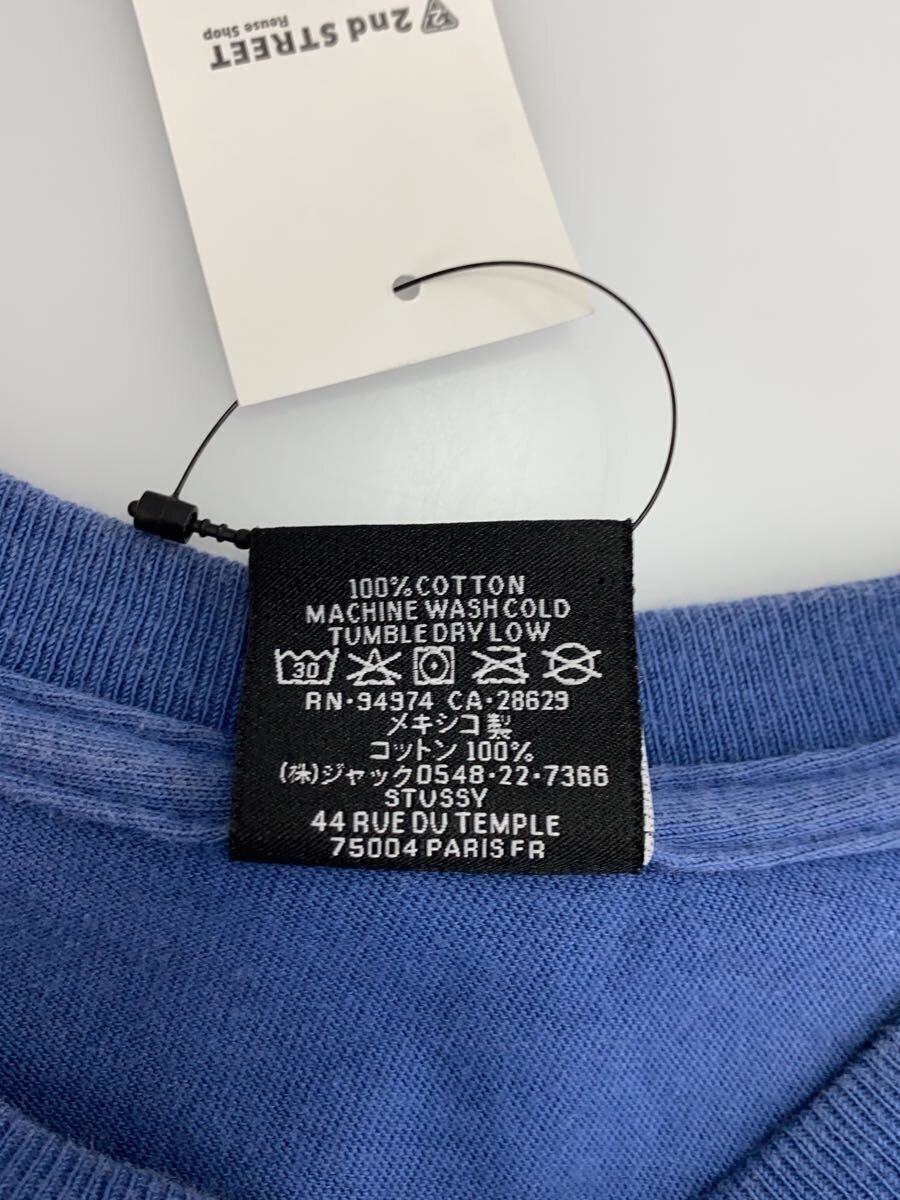 2nd STREET
Reuse Shop
100% COTTON
MACHINE WASH COLD
TUMBLE DRY LOW
30
RN·94974 CA·28629
メキシコ製
コットン 100%
(株)ジャック0548·22·7366
STUSSY
44 RUE DU TEMPLE
75004 PARIS FR